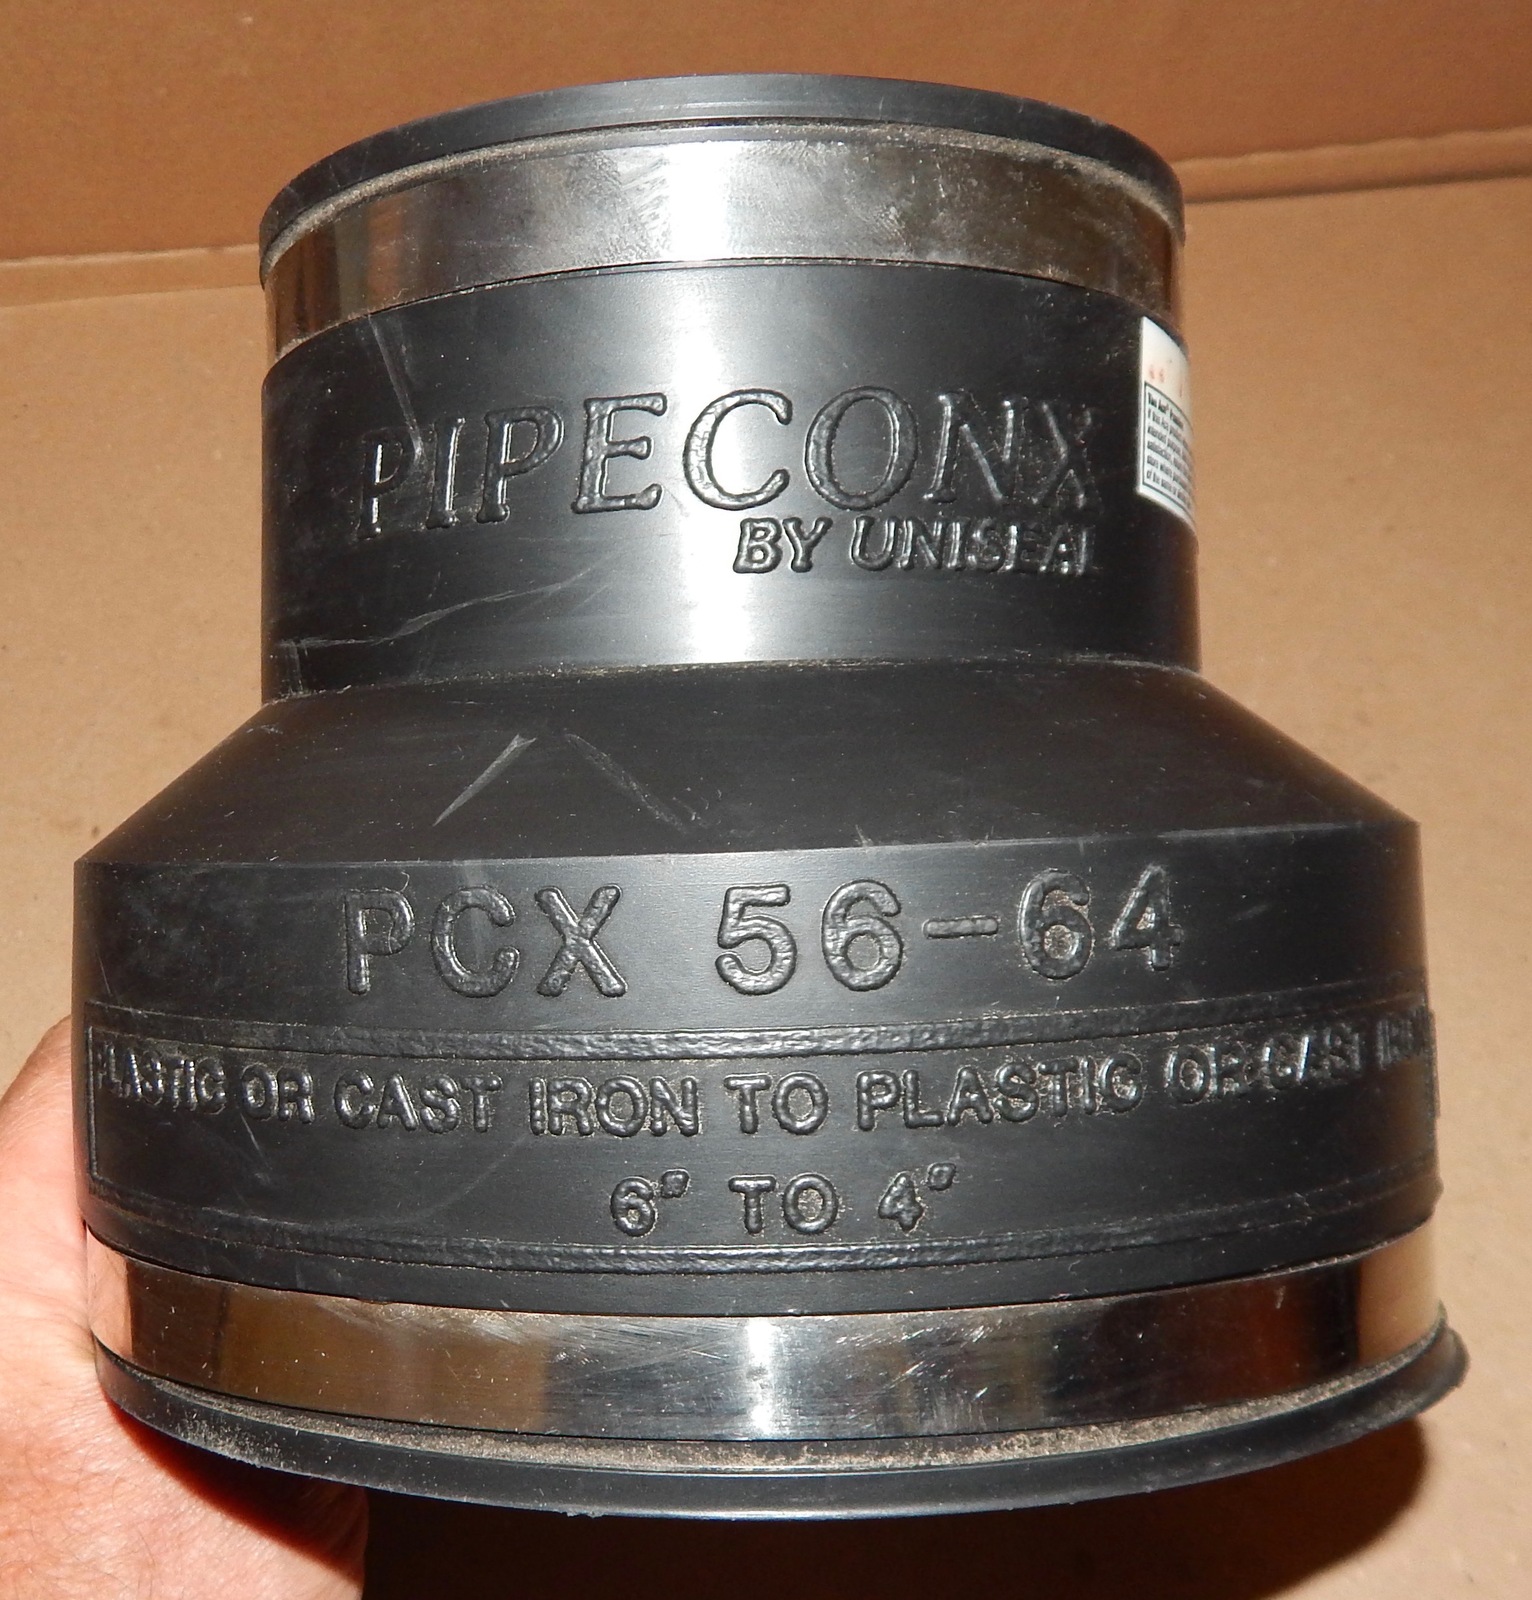 PIPECONX
BY UNISEAL
PCX 56-64
PLASTIC OR CAST IRON TO PLASTIC OR CAST IRON
6" TO 4"